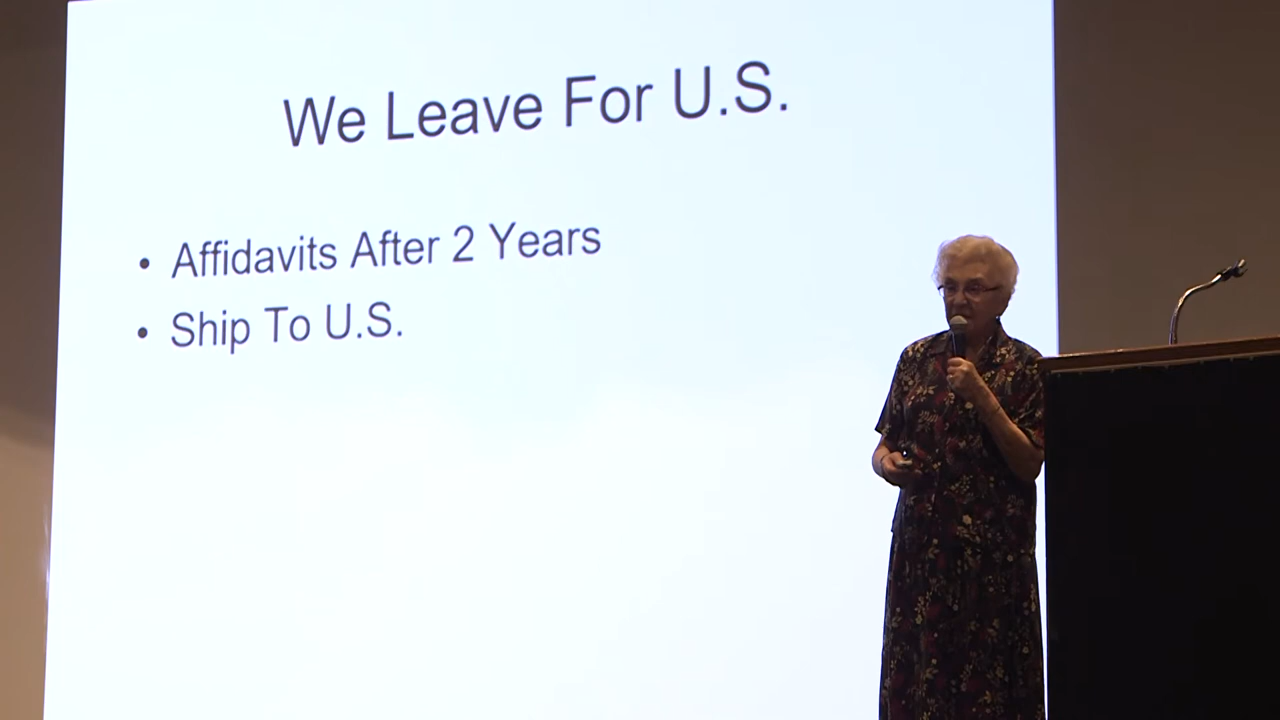 We Leave For U.S.
• Affidavits After 2 Years
• Ship To U.S.